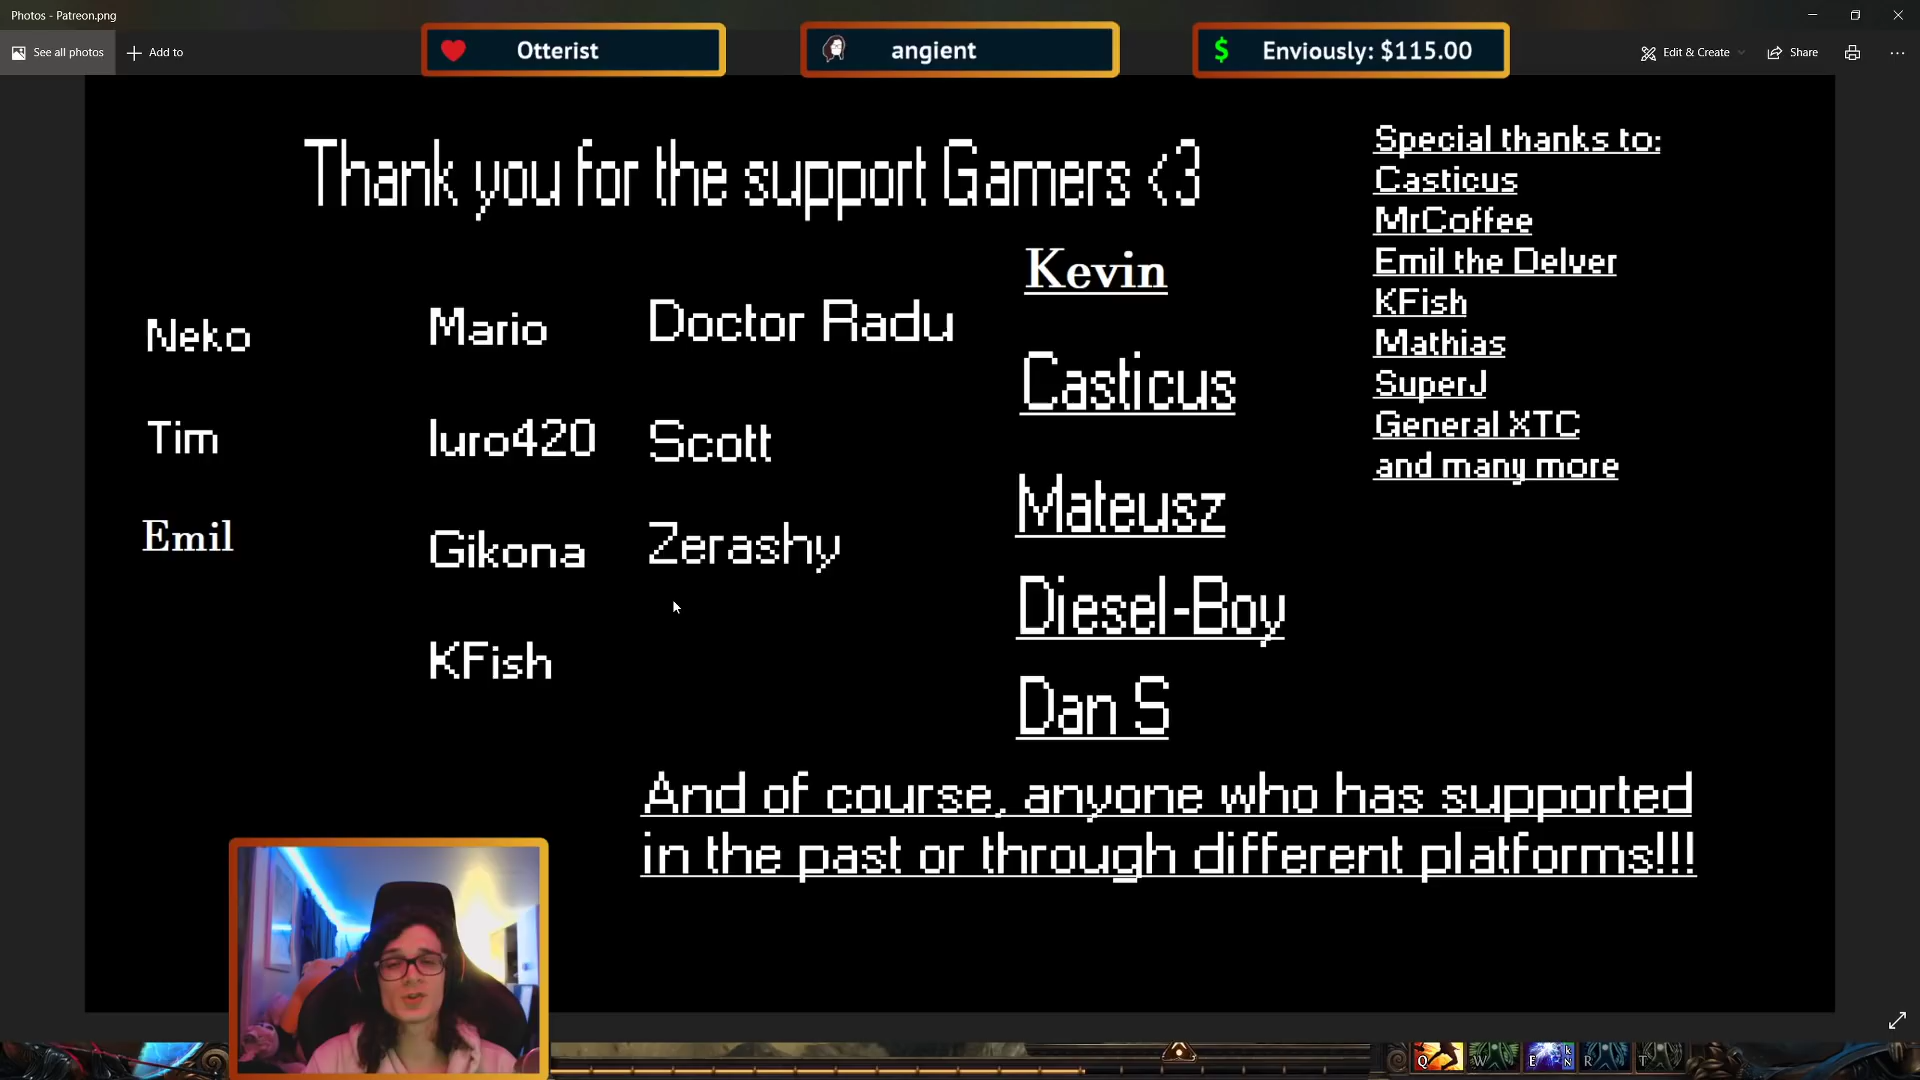 Photos - Patreon.png
See all photos
Add to
Otterist
angient
$ Enviously: $115.00
Edit & Create
Share
Thank you for the support Gamers <3
Neko
Tim
Emil
Mario
Iuro420
Gikona
KFish
Doctor Radu
Scott
Zerashy
Kevin
Casticus
Mateusz
Diesel-Boy
Dan S
Special thanks to:
Casticus
MrCoffee
Emil the Delver
KFish
Mathias
SuperJ
General XTC
and many more
And of course, anyone who has supported
in the past or through different platforms!!!
Q W E R T